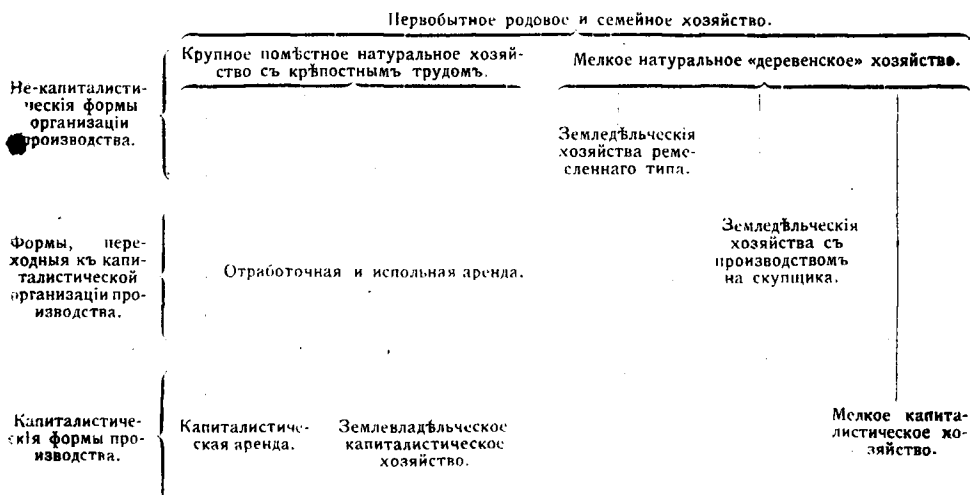 Первобытное родовое и семейное хозяйство.
Крупное помѣстное натуральное хозяй-
ство съ крѣпостнымъ трудомъ.
Мелкое натуральное «деревенское» хозяйство.
Не-капиталисти-
ческія формы
организаціи
производства.
Земледѣльческія
хозяйства реме-
сленнаго типа.
Формы, пере-
ходныя къ капи-
талистической
организаціи про-
изводства.
Отработочная и испольная аренда.
Земледѣльческія
хозяйства съ
производствомъ
на скупщика.
Капиталистиче-
скія формы про-
изводства.
Капиталистиче-
ская аренда.
Землевладѣльческое
капиталистическое
хозяйство.
Мелкое капита-
листическое хо-
зяйство.